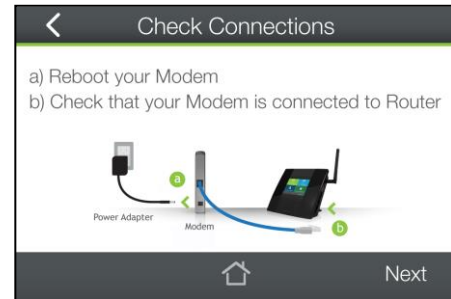 Check Connections
a) Reboot your Modem
b) Check that your Modem is connected to Router
a
Power Adapter
Modem
b
Next